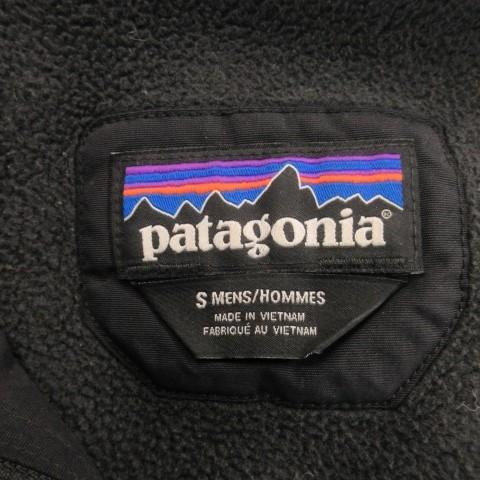 patagonia®
S MENS/HOMMES
MADE IN VIETNAM
FABRIQUÉ AU VIETNAM